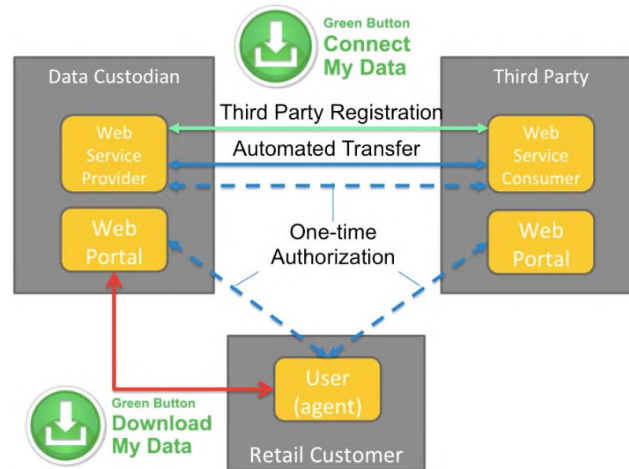 Green Button
Connect
My Data
Data Custodian
Third Party
Third Party Registration
Web
Service
Provider
Automated Transfer
Web
Service
Consumer
Web
Portal
One-time
Authorization
Web
Portal
User
(agent)
Green Button
Download
My Data
Retail Customer